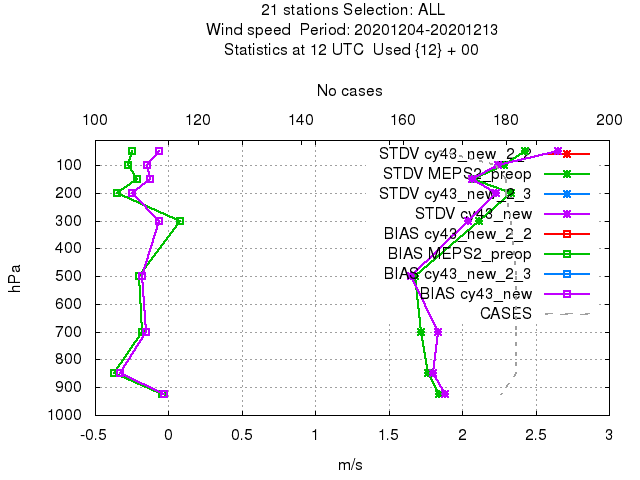 21 stations Selection: ALL
Wind speed  Period: 20201204-20201213
Statistics at 12 UTC  Used {12} + 00
No cases
100 120 140 160 180 200
STDV cy43_new_2_2
STDV MEPS2_preop
STDV cy43_new_2_3
STDV cy43_new
BIAS cy43_new_2_2
BIAS MEPS2_preop
BIAS cy43_new_2_3
BIAS cy43_new
CASES
100
200
300
400
500
600
700
800
900
1000
hPa
-0.5 0 0.5 1 1.5 2 2.5 3
m/s